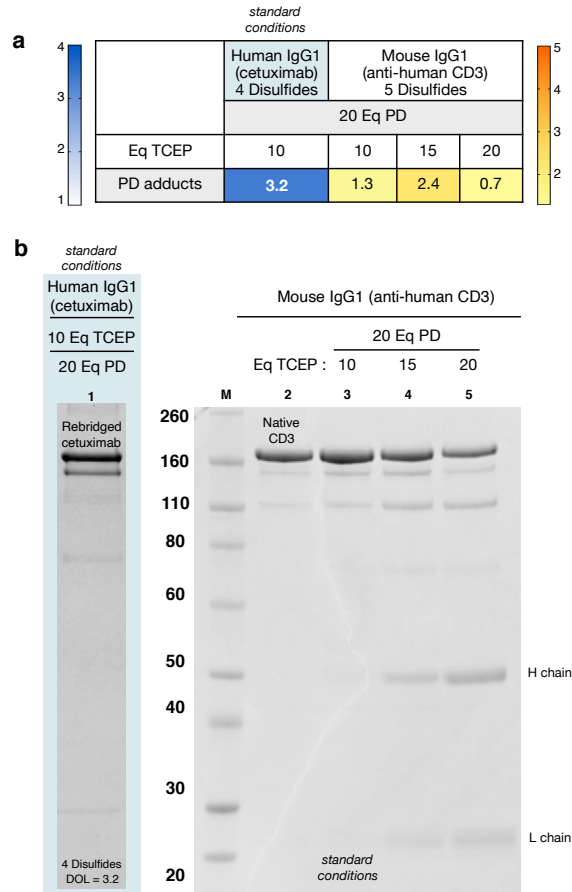 standard
conditions
a
4
3
2
1
Human IgG1
(cetuximab)
4 Disulfides
Mouse IgG1
(anti-human CD3)
5 Disulfides
20 Eq PD
Eq TCEP
10
10
15
20
PD adducts
3.2
1.3
2.4
0.7
5
4
3
2
1
b
standard
conditions
Human IgG1
(cetuximab)
10 Eq TCEP
20 Eq PD
1
Rebridged
cetuximab
4 Disulfides
DOL = 3.2
Mouse IgG1 (anti-human CD3)
20 Eq PD
Eq TCEP : 10 15 20
M 2 3 4 5
260
160
110
80
60
50
40
30
20
Native
CD3
H chain
L chain
standard
conditions